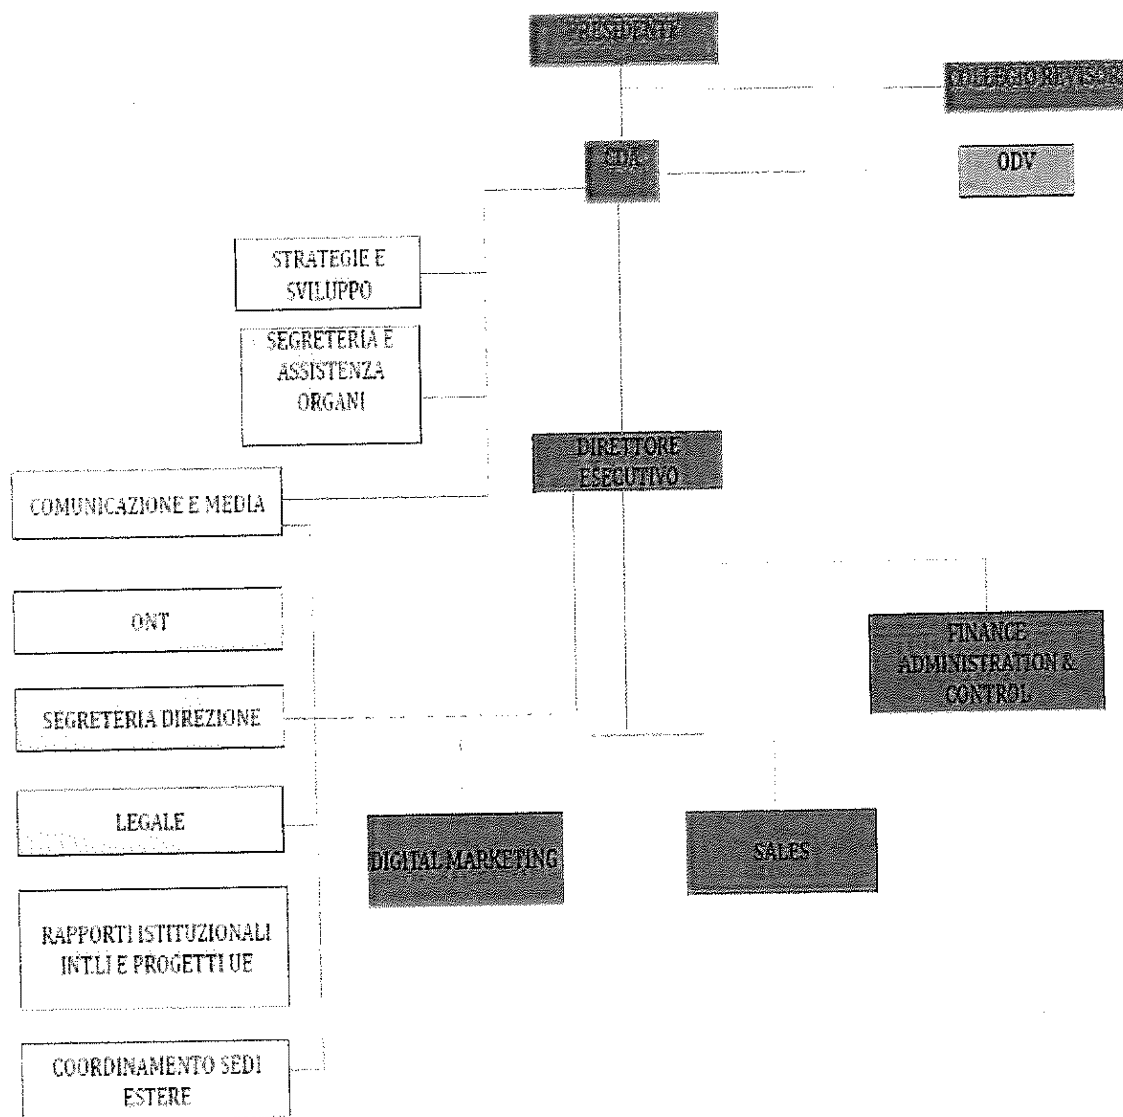 PRESIDENTE
COLLEGIO REVISORI
CDA
ODV
STRATEGIE E
SVILUPPO
SEGRETERIA E
ASSISTENZA
ORGANI
DIRETTORE
ESECUTIVO
COMUNICAZIONE E MEDIA
ONT
FINANCE
ADMINISTRATION &
CONTROL
SEGRETERIA DIREZIONE
LEGALE
DIGITAL MARKETING
SALES
RAPPORTI ISTITUZIONALI
INT.LI E PROGETTI UE
COORDINAMENTO SEDI
ESTERE